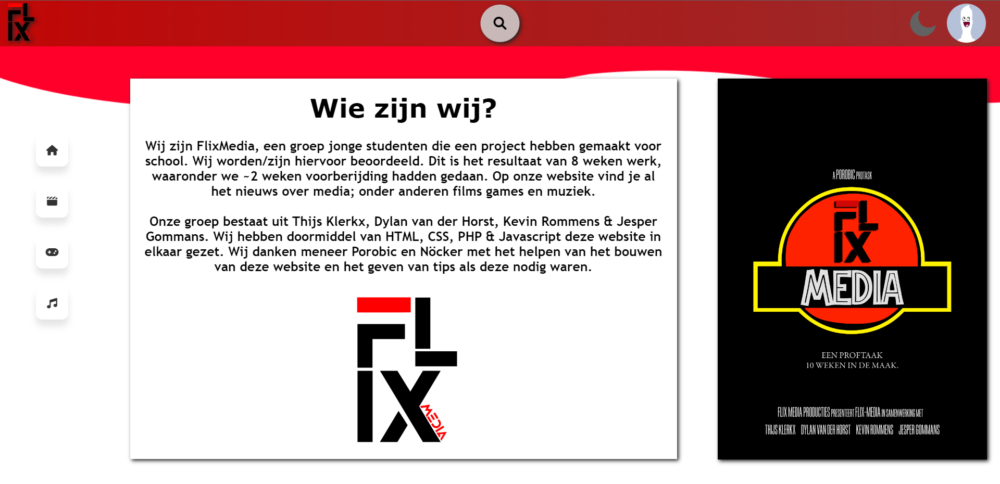 FLIX
Wie zijn wij?
Wij zijn FlixMedia, een groep jonge studenten die een project hebben gemaakt voor
school. Wij worden/zijn hiervoor beoordeeld. Dit is het resultaat van 8 weken werk,
waaronder we ~2 weken voorberijding hadden gedaan. Op onze website vind je al
het nieuws over media; onder anderen films games en muziek.
Onze groep bestaat uit Thijs Klerkx, Dylan van der Horst, Kevin Rommens & Jesper
Gommans. Wij hebben doormiddel van HTML, CSS, PHP & Javascript deze website in
elkaar gezet. Wij danken meneer Porobic en Nöcker met het helpen van het bouwen
van deze website en het geven van tips als deze nodig waren.
FL
IX
MEDIA
A POROBIC PROTASK
FL
IX
MEDIA
EEN PROFTAAK
10 WEKEN IN DE MAAK.
FLIX MEDIA PRODUCTIES PRESENTEERT FLIX-MEDIA IN SAMENWERKING MET
THIJS KLERKX DYLAN VAN DER HORST KEVIN ROMMENS JESPER GOMMANS